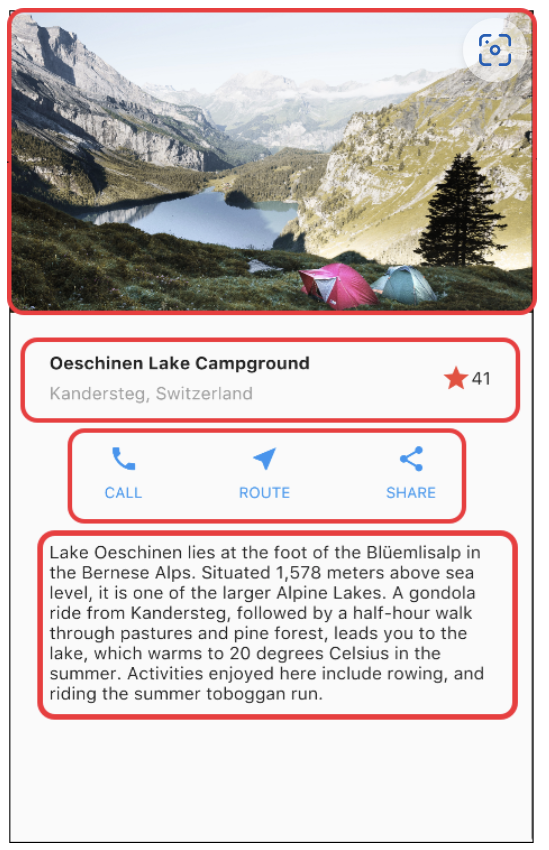 Oeschinen Lake Campground
Kandersteg, Switzerland
41
CALL ROUTE SHARE
Lake Oeschinen lies at the foot of the Blüemlisalp in
the Bernese Alps. Situated 1,578 meters above sea
level, it is one of the larger Alpine Lakes. A gondola
ride from Kandersteg, followed by a half-hour walk
through pastures and pine forest, leads you to the
lake, which warms to 20 degrees Celsius in the
summer. Activities enjoyed here include rowing, and
riding the summer toboggan run.